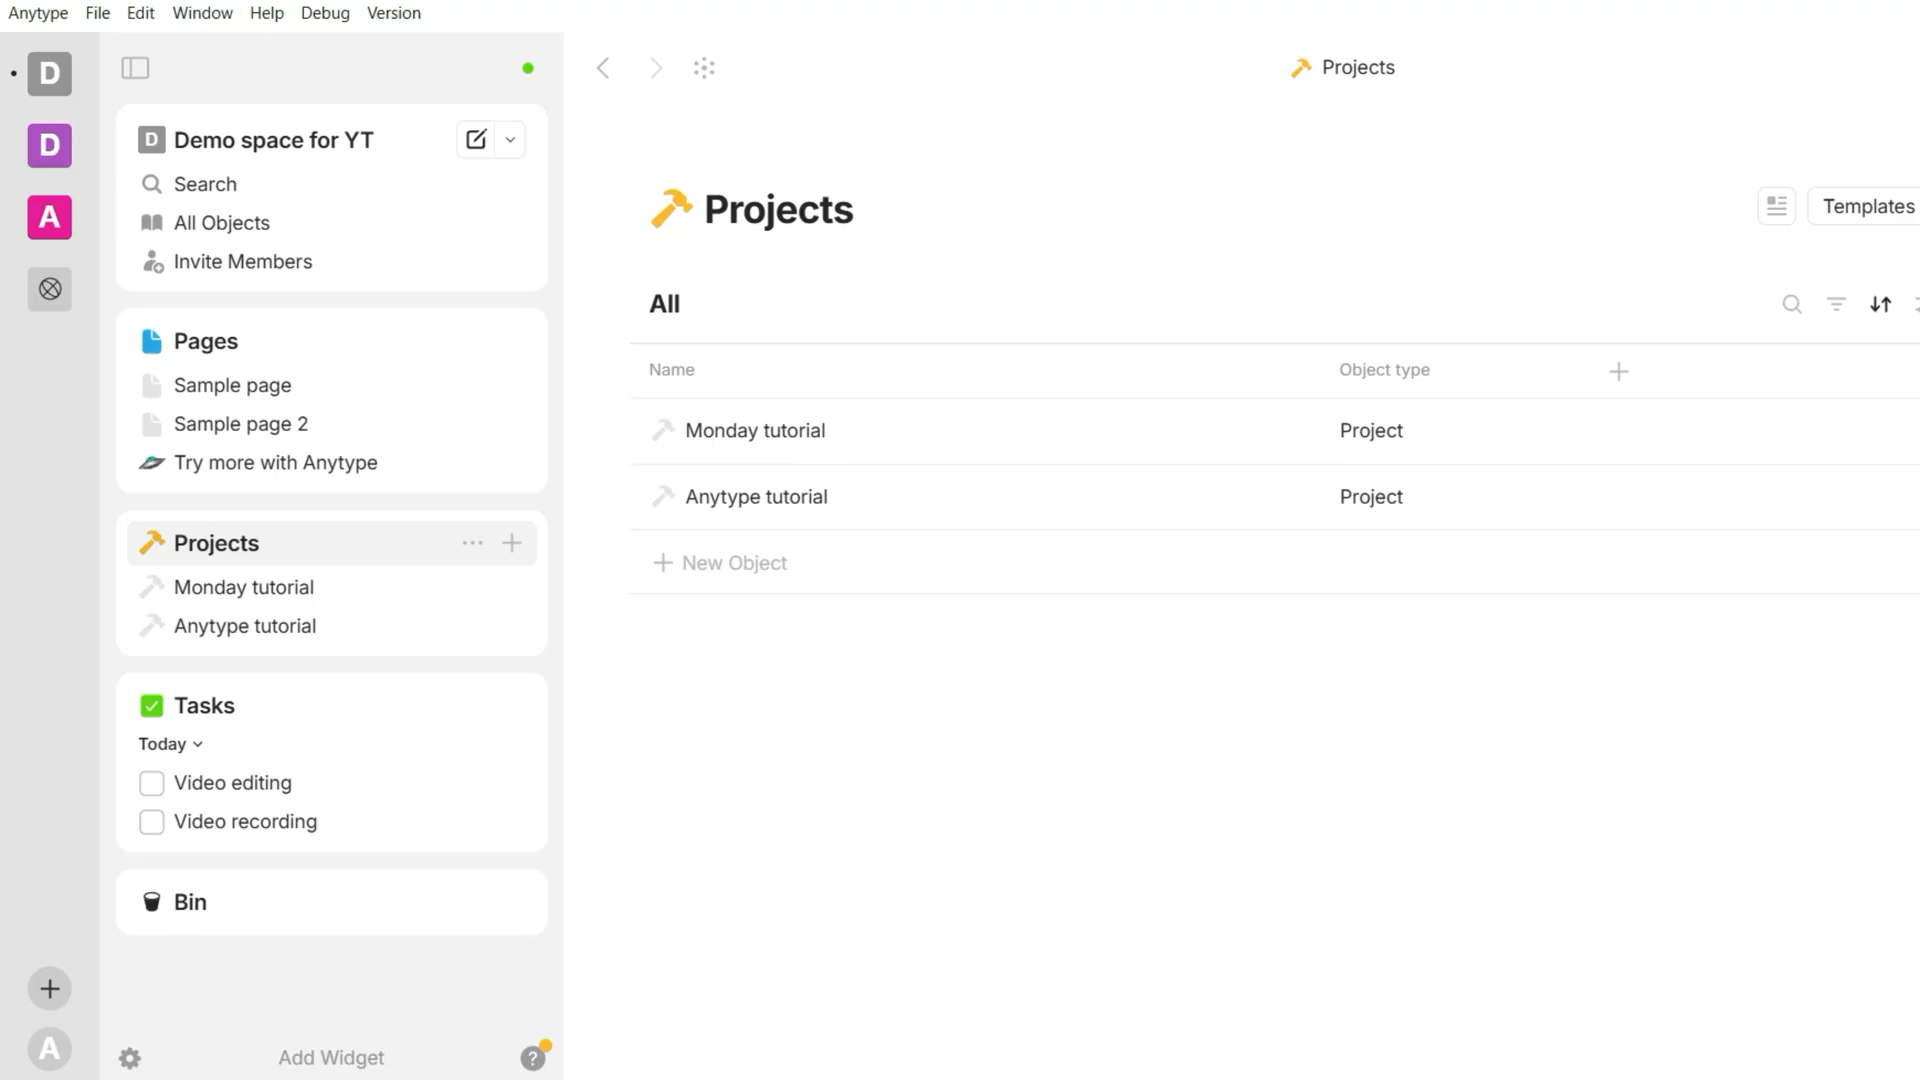 Anytype File Edit Window Help Debug Version
D
D
A
A
D Demo space for YT
Search
All Objects
Invite Members
Pages
Sample page
Sample page 2
Try more with Anytype
Projects
Monday tutorial
Anytype tutorial
Tasks
Today
Video editing
Video recording
Bin
Add Widget
?
Projects
Projects
Templates
All
Name Object type
Monday tutorial Project
Anytype tutorial Project
New Object